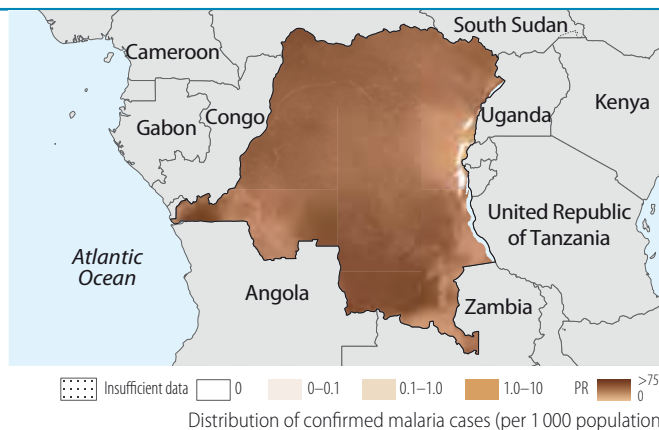 South Sudan
Cameroon
Uganda
Kenya
Gabon
Congo
United Republic
of Tanzania
Atlantic
Ocean
Angola
Zambia
Insufficient data
0
0–0.1
0.1–1.0
1.0–10
PR
>75
0
Distribution of confirmed malaria cases (per 1 000 population